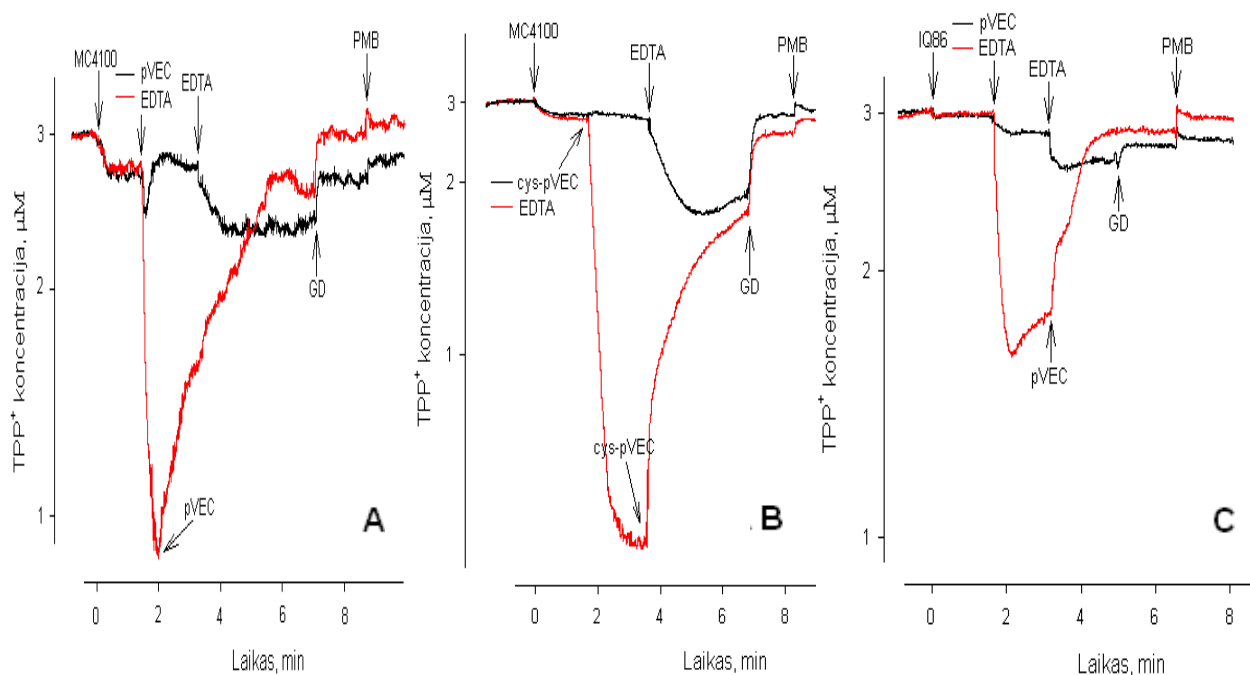 MC4100
pVEC
EDTA
EDTA
PMB
3
2
1
TPP+ koncentracija, μM
pVEC
GD
A
0 2 4 6 8
Laikas, min
MC4100
EDTA
PMB
3
2
1
TPP+ koncentracija, μM
cys-pVEC
EDTA
cys-pVEC
GD
B
0 2 4 6 8
Laikas, min
IQ86
pVEC
EDTA
EDTA
PMB
3
2
1
TPP+ koncentracija, μM
GD
pVEC
C
0 2 4 6 8
Laikas, min